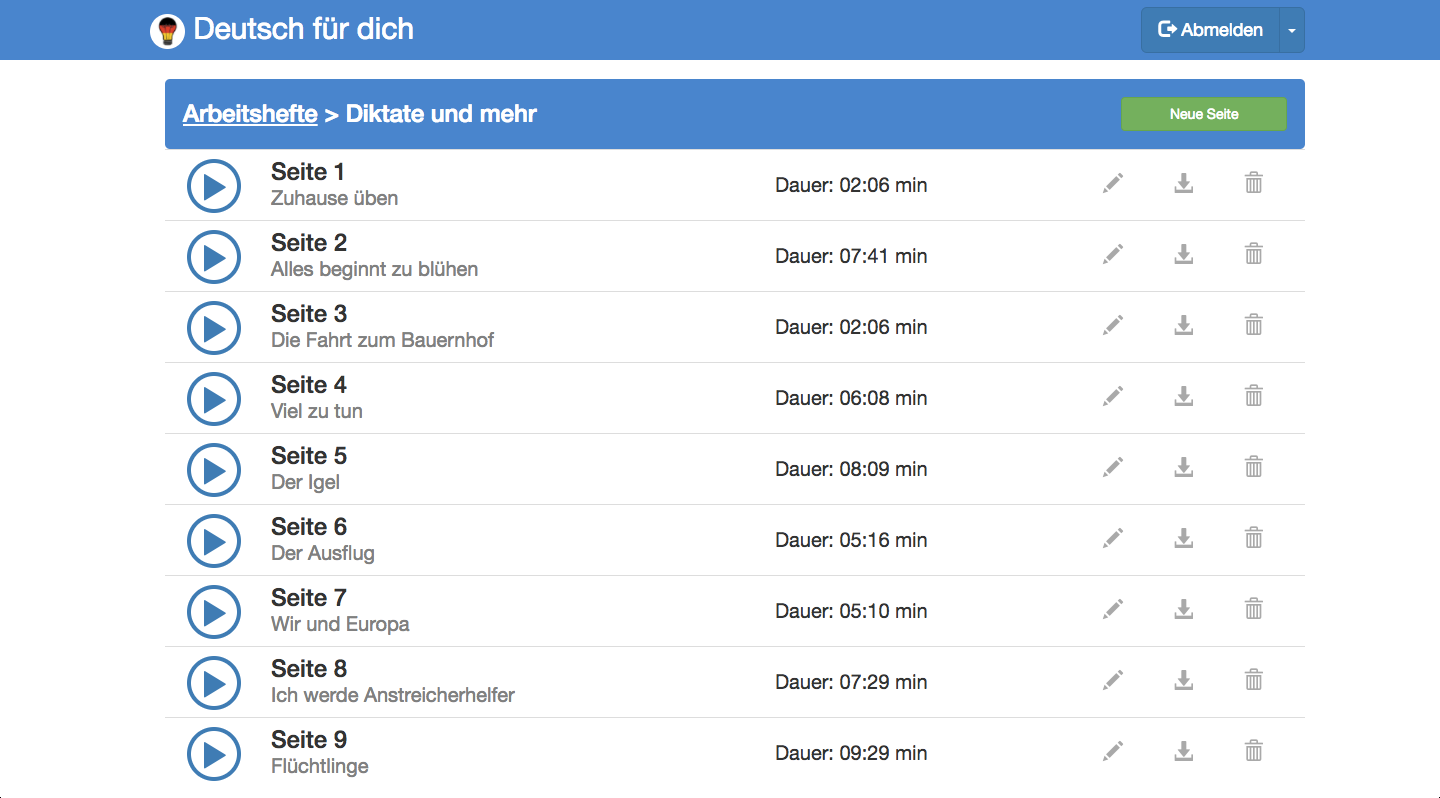 Deutsch für dich
Abmelden
Arbeitshefte > Diktate und mehr
Neue Seite
Seite 1
Zuhause üben
Dauer: 02:06 min
Seite 2
Alles beginnt zu blühen
Dauer: 07:41 min
Seite 3
Die Fahrt zum Bauernhof
Dauer: 02:06 min
Seite 4
Viel zu tun
Dauer: 06:08 min
Seite 5
Der Igel
Dauer: 08:09 min
Seite 6
Der Ausflug
Dauer: 05:16 min
Seite 7
Wir und Europa
Dauer: 05:10 min
Seite 8
Ich werde Anstreicherhelfer
Dauer: 07:29 min
Seite 9
Flüchtlinge
Dauer: 09:29 min